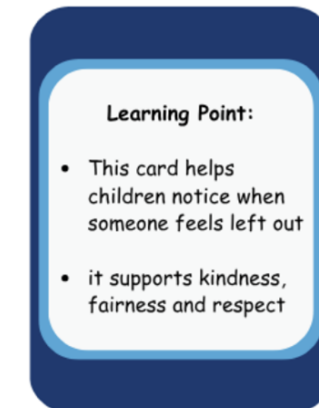 Learning Point:
• This card helps
children notice when
someone feels left out
• it supports kindness,
fairness and respect